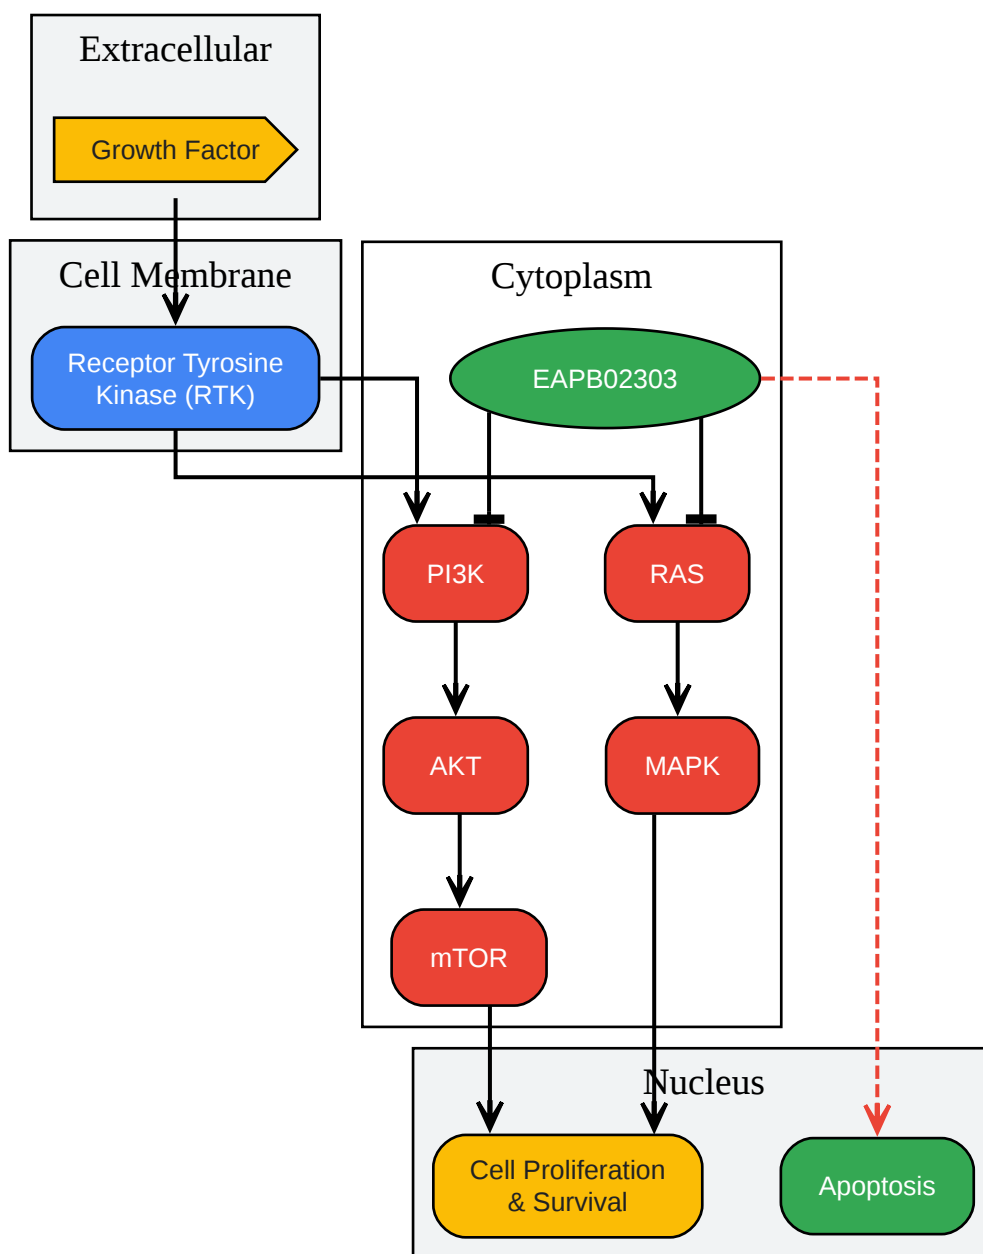 Extracellular
Growth Factor
Cell Membrane
Receptor Tyrosine
Kinase (RTK)
Cytoplasm
EAPB02303
PI3K
RAS
AKT
MAPK
mTOR
Nucleus
Cell Proliferation
& Survival
Apoptosis